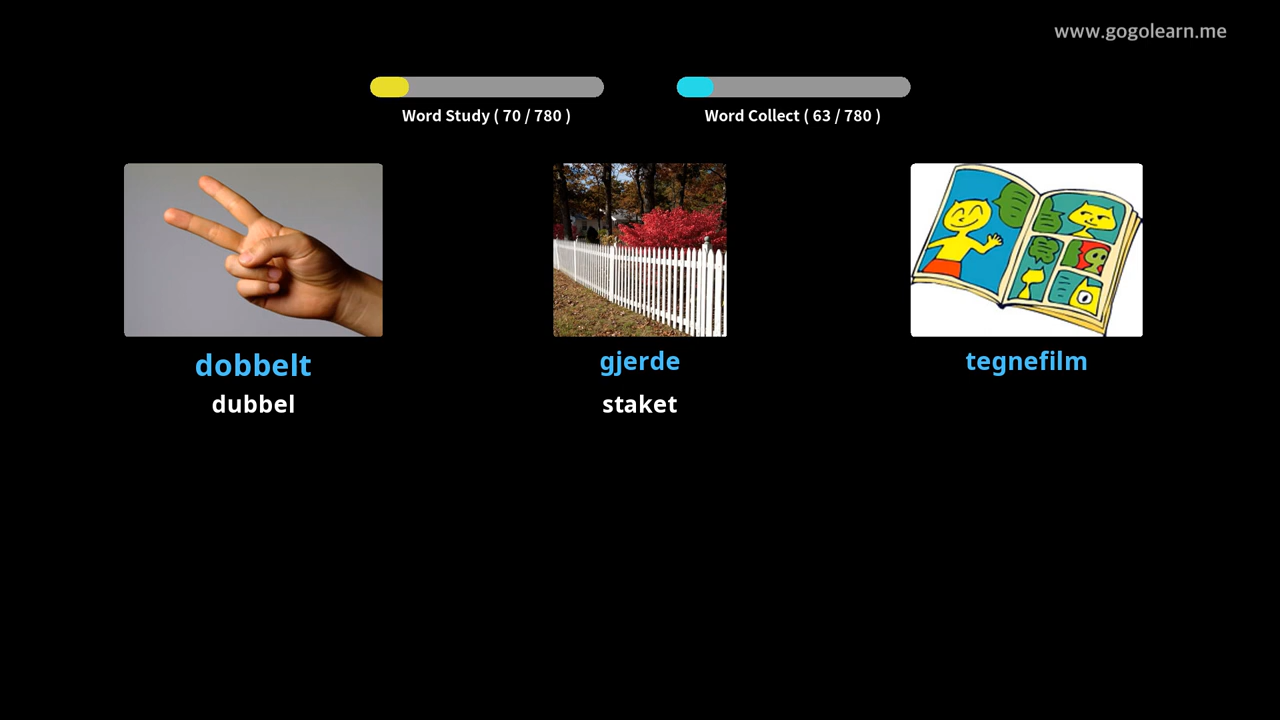 www.gogolearn.me
Word Study ( 70 / 780 )
Word Collect ( 63 / 780 )
dobbelt
gjerde
tegnefilm
dubbel
staket